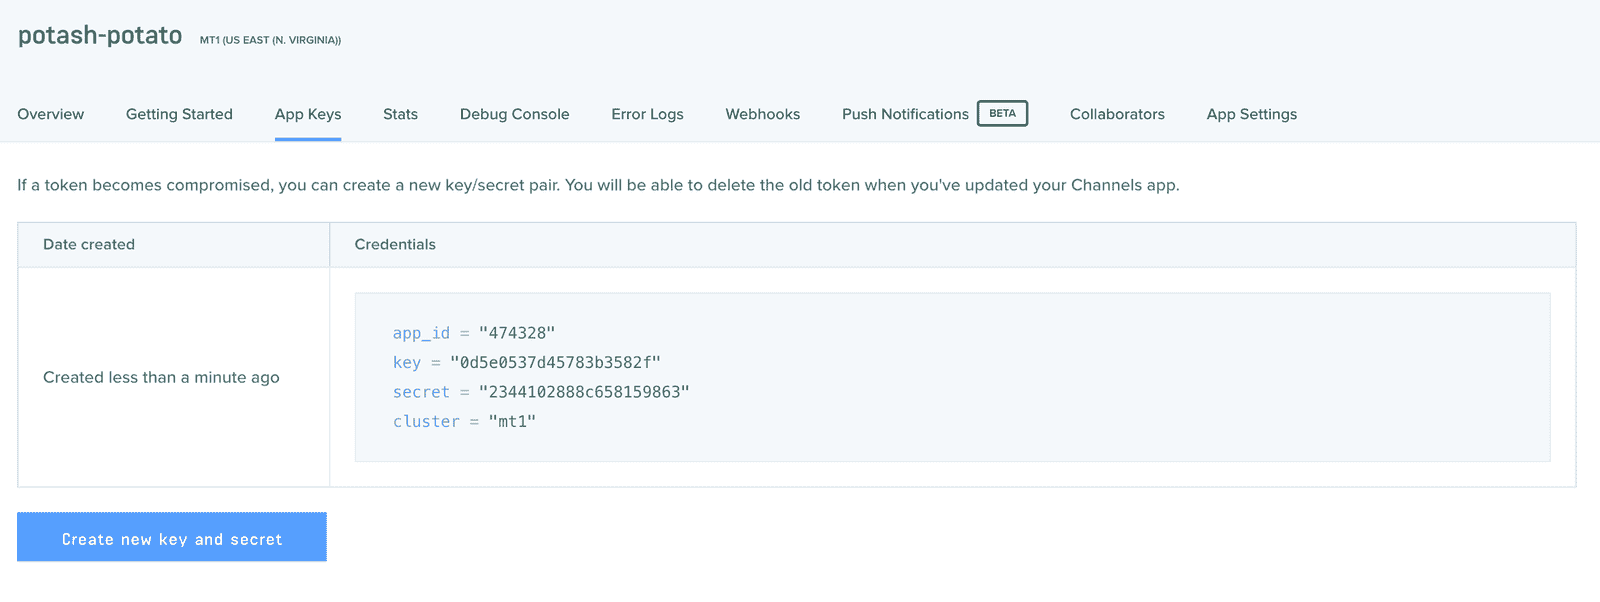 potash-potato MT1 (US EAST (N. VIRGINIA))
Overview Getting Started App Keys Stats Debug Console Error Logs Webhooks Push Notifications BETA Collaborators App Settings
If a token becomes compromised, you can create a new key/secret pair. You will be able to delete the old token when you've updated your Channels app.
Date created Credentials
app_id = "474328"
key = "0d5e0537d45783b3582f"
Created less than a minute ago
secret = "2344102888c658159863"
cluster = "mt1"
Create new key and secret